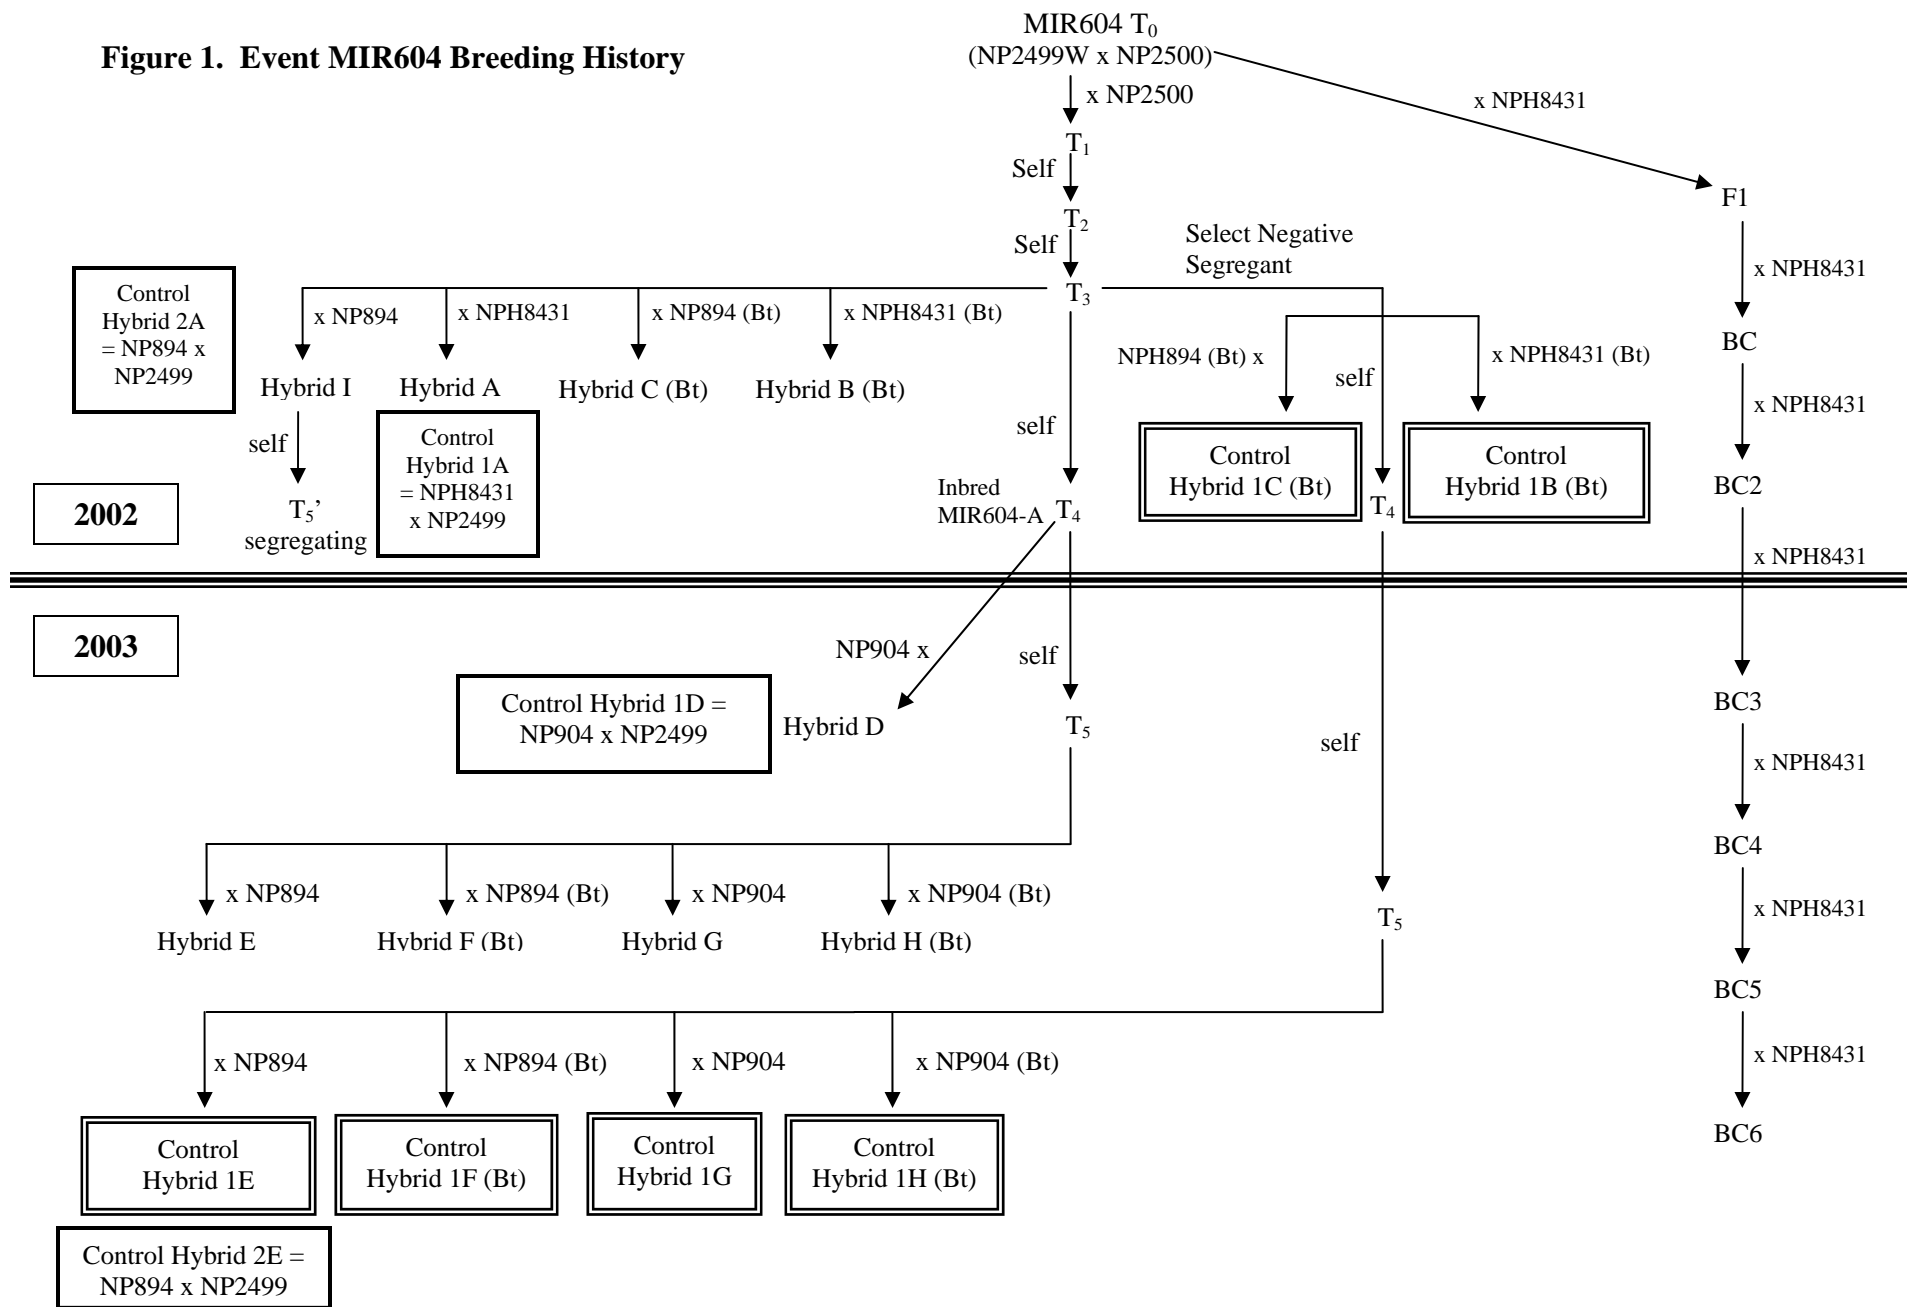 Figure 1.  Event MIR604 Breeding History
MIR604 T0
(NP2499W x NP2500)
x NP2500
x NPH8431
T1
Self
T2
Self
T3
Select Negative
Segregant
F1
x NPH8431
BC
x NPH8431
BC2
x NPH8431
Control
Hybrid 2A
= NP894 x
NP2499
x NP894
x NPH8431
x NP894 (Bt)
x NPH8431 (Bt)
Hybrid I
Hybrid A
Hybrid C (Bt)
Hybrid B (Bt)
self
T5’
segregating
Control
Hybrid 1A
= NPH8431
x NP2499
self
Inbred
MIR604-A
T4
NPH894 (Bt) x
self
x NPH8431 (Bt)
Control
Hybrid 1C (Bt)
T4
Control
Hybrid 1B (Bt)
2002
2003
NP904 x
self
Control Hybrid 1D =
NP904 x NP2499
Hybrid D
T5
self
BC3
x NPH8431
BC4
x NPH8431
BC5
x NPH8431
BC6
x NP894
x NP894 (Bt)
x NP904
x NP904 (Bt)
Hybrid E
Hybrid F (Bt)
Hybrid G
Hybrid H (Bt)
T5
x NP894
x NP894 (Bt)
x NP904
x NP904 (Bt)
Control
Hybrid 1E
Control
Hybrid 1F (Bt)
Control
Hybrid 1G
Control
Hybrid 1H (Bt)
Control Hybrid 2E =
NP894 x NP2499